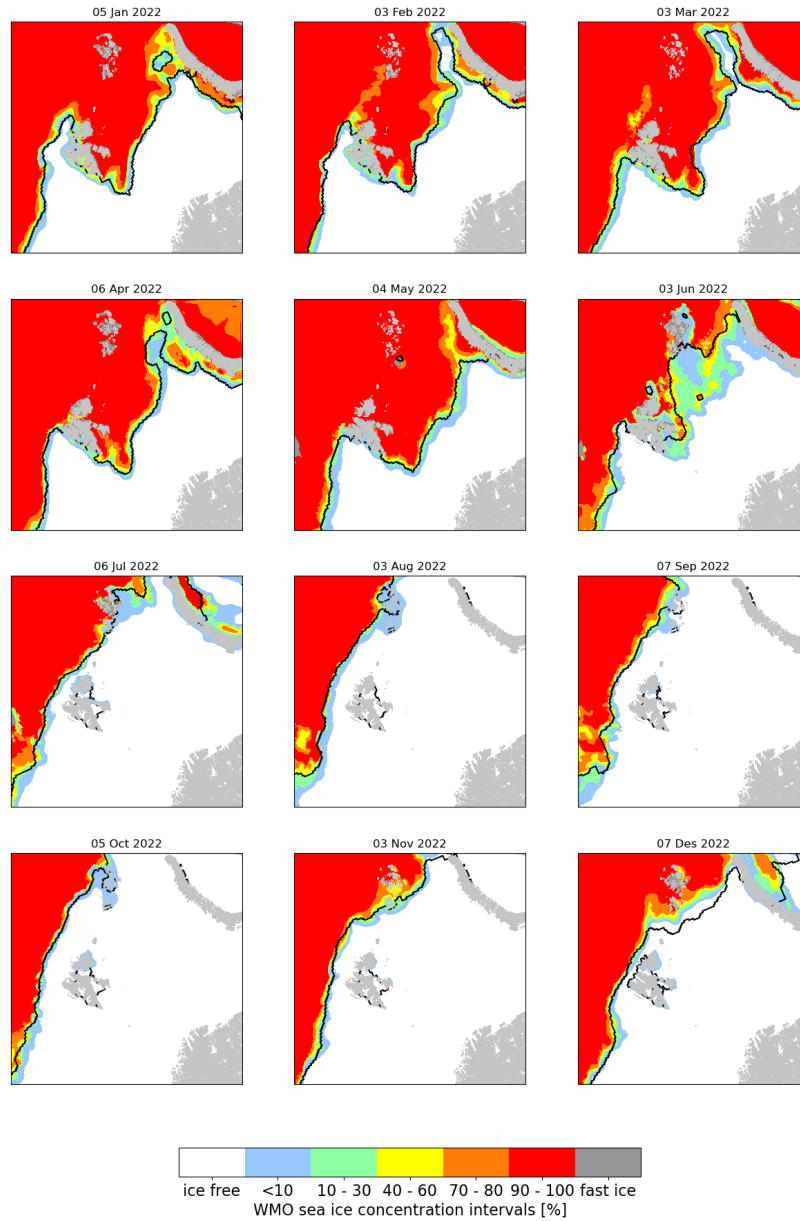 05 Jan 2022 03 Feb 2022 03 Mar 2022
06 Apr 2022 04 May 2022 03 Jun 2022
06 Jul 2022 03 Aug 2022 07 Sep 2022
05 Oct 2022 03 Nov 2022 07 Des 2022
ice free <10 10 - 30 40 - 60 70 - 80 90 - 100 fast ice
WMO sea ice concentration intervals [%]